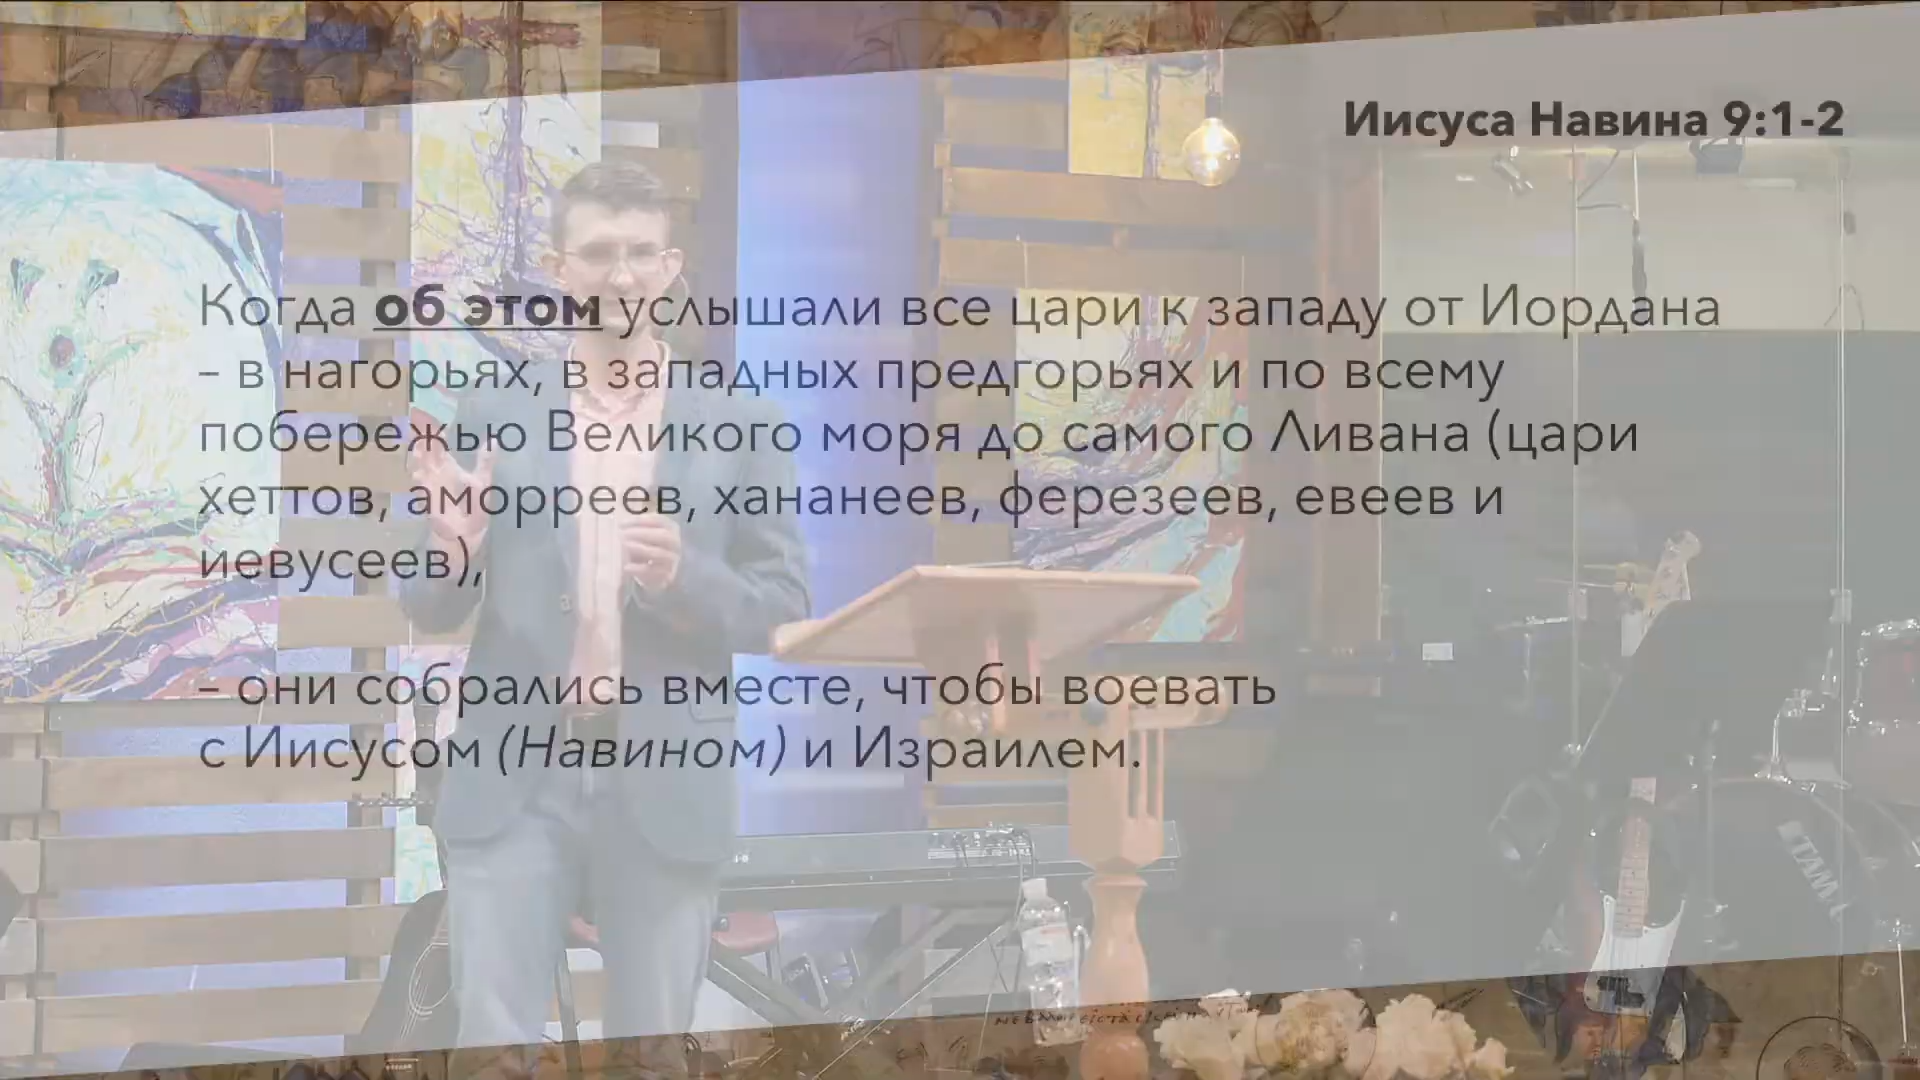 Иисуса Навина 9:1-2
Когда об этом услышали все цари к западу от Иордана
– в нагорьях, в западных предгорьях и по всему
побережью Великого моря до самого Ливана (цари
хеттов, аморреев, хананеев, ферезеев, евеев и
иевусеев),
– они собрались вместе, чтобы воевать
с Иисусом (Навином) и Израилем.
TAMA